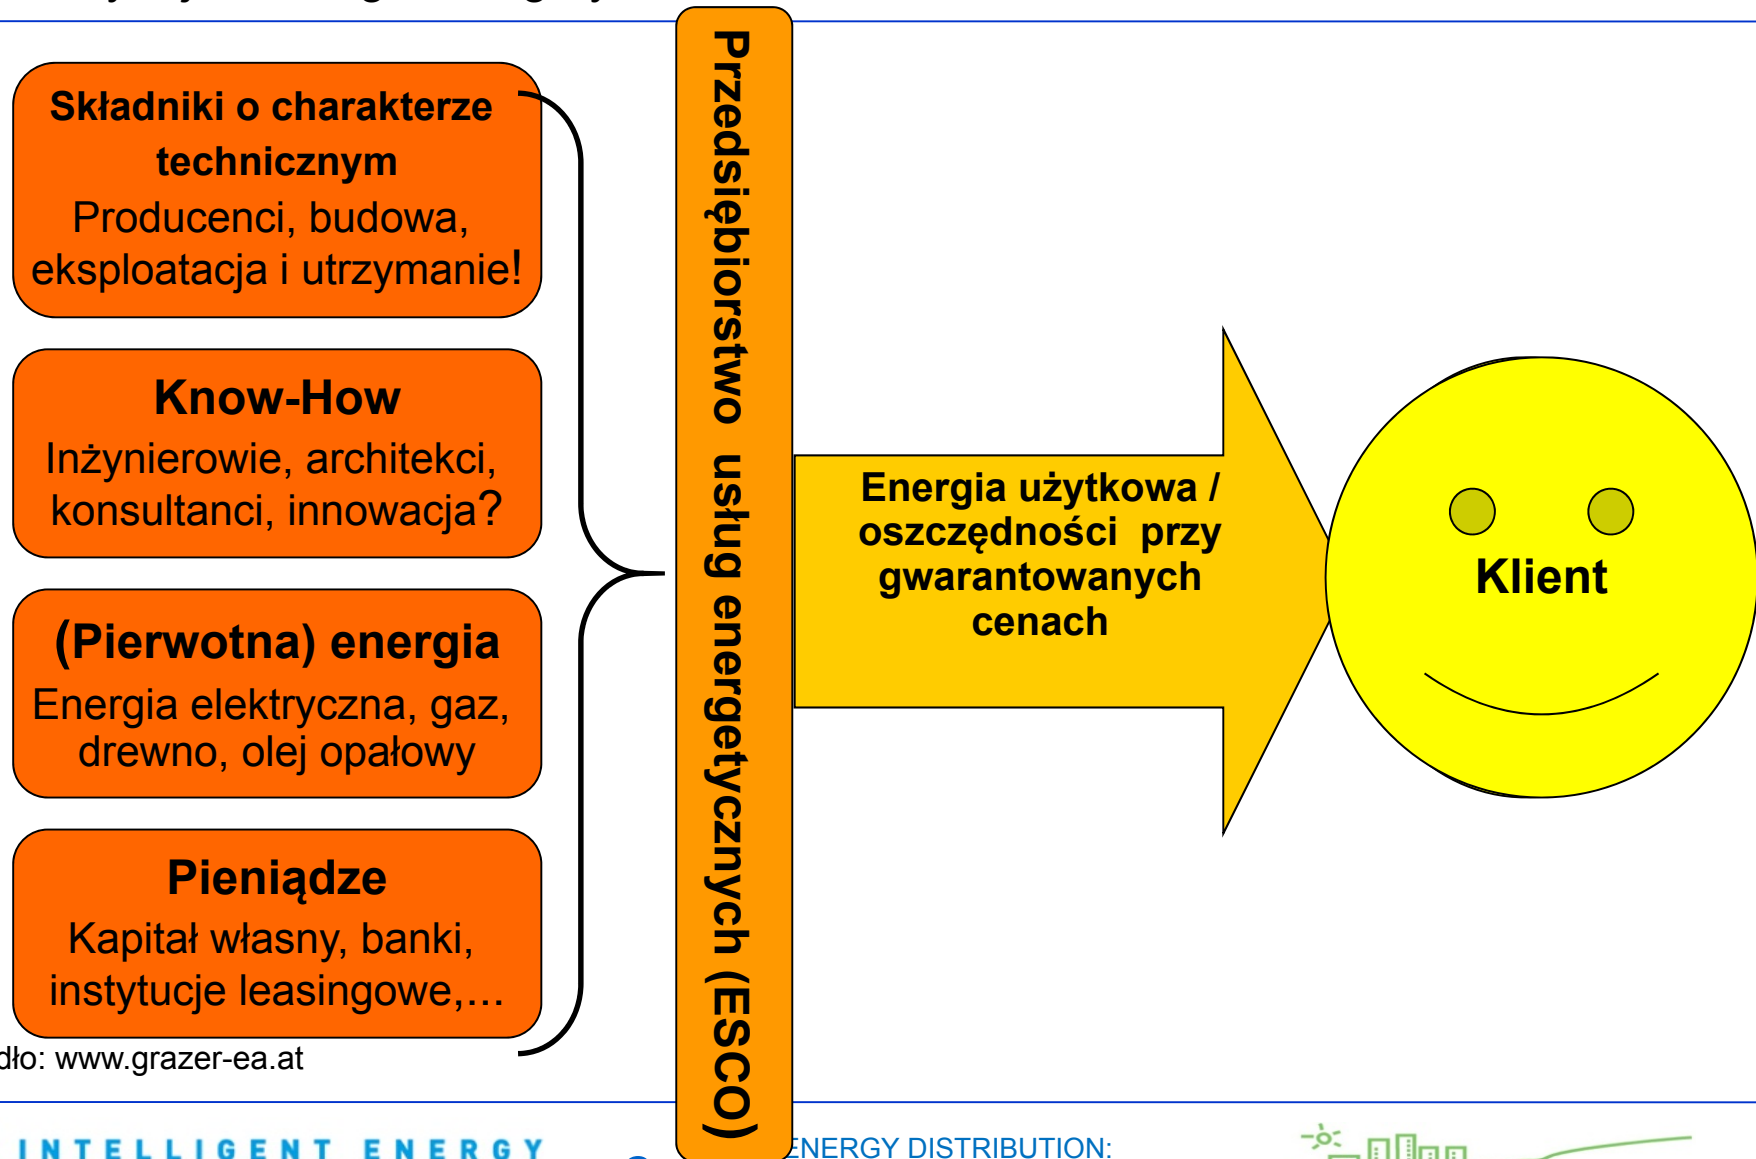 Składniki o charakterze
technicznym
Producenci, budowa,
eksploatacja i utrzymanie!
Know-How
Inżynierowie, architekci,
konsultanci, innowacja?
(Pierwotna) energia
Energia elektryczna, gaz,
drewno, olej opałowy
Pieniądze
Kapitał własny, banki,
instytucje leasingowe,...
Przedsiębiorstwo usług energetycznych (ESCO)
Energia użytkowa /
oszczędności przy
gwarantowanych
cenach
Klient
dło: www.grazer-ea.at
INTELLIGENT ENERGY
ENERGY DISTRIBUTION: